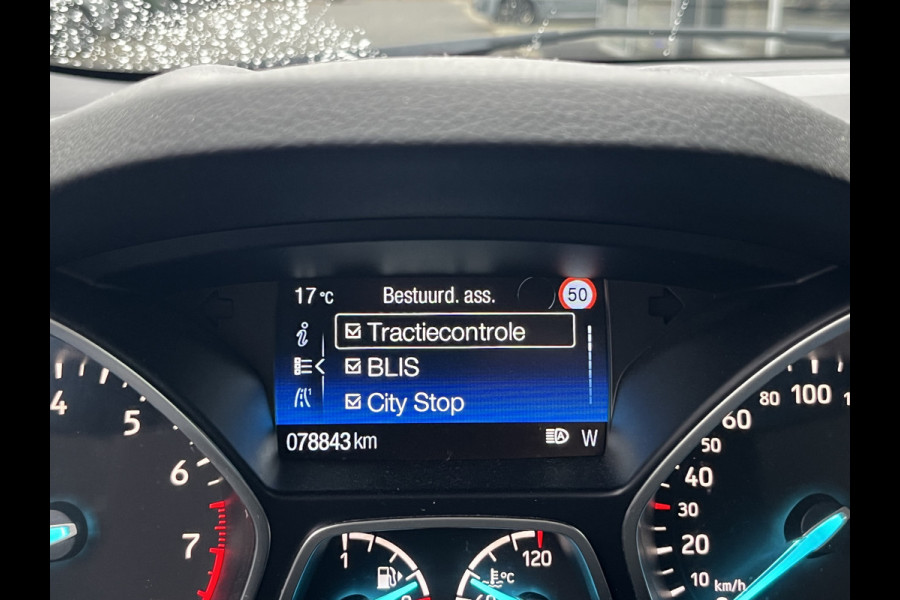 17 °C Bestuurd. ass. 50
Tractiecontrole
BLIS
City Stop
078843 km W
4 5 6 7
10 20 30 40 50 60 80 100
km/h
1
120
°C